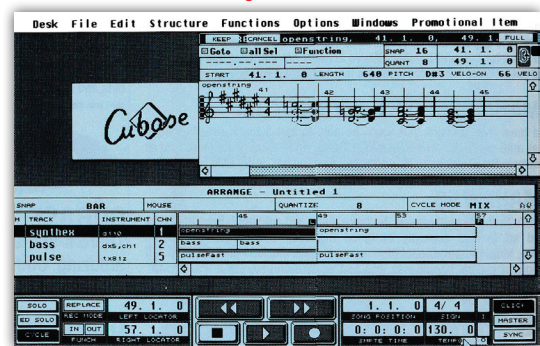 Desk File Edit Structure Functions Options Windows Promotional Item
KEEP CANCEL openstring, 41. 1. 0, 49. 1. FULL
Goto all Sel Function SNAP 16 41. 1. 0
--.--.--.--- ---- QUANT 8 49. 1. 0
START 41. 1. 0 LENGTH 640 PITCH D#3 VELO-ON 66 VELO
openstring
41 42 43 44 45
Cubase
ARRANGE - Untitled 1
SNAP BAR MOUSE QUANTIZE 8 CYCLE MODE MIX
M TRACK INSTRUMENT CHN 45 49 53 57
synthex 1 openstring openstring
bass dx5,ch1 2 bass bass
pulse tx81z 5 pulseFast pulseFast
SOLO REPLACE 49. 1. 0 1. 1. 0 4/ 4 CLICK
ED SOLO REC MODE LEFT LOCATOR SONG POSITION SIGN 1 MASTER
CYCLE IN OUT 57. 1. 0 0: 0: 0: 0 130. 0 SYNC
PUNCH RIGHT LOCATOR SMPTE TIME TEMPO